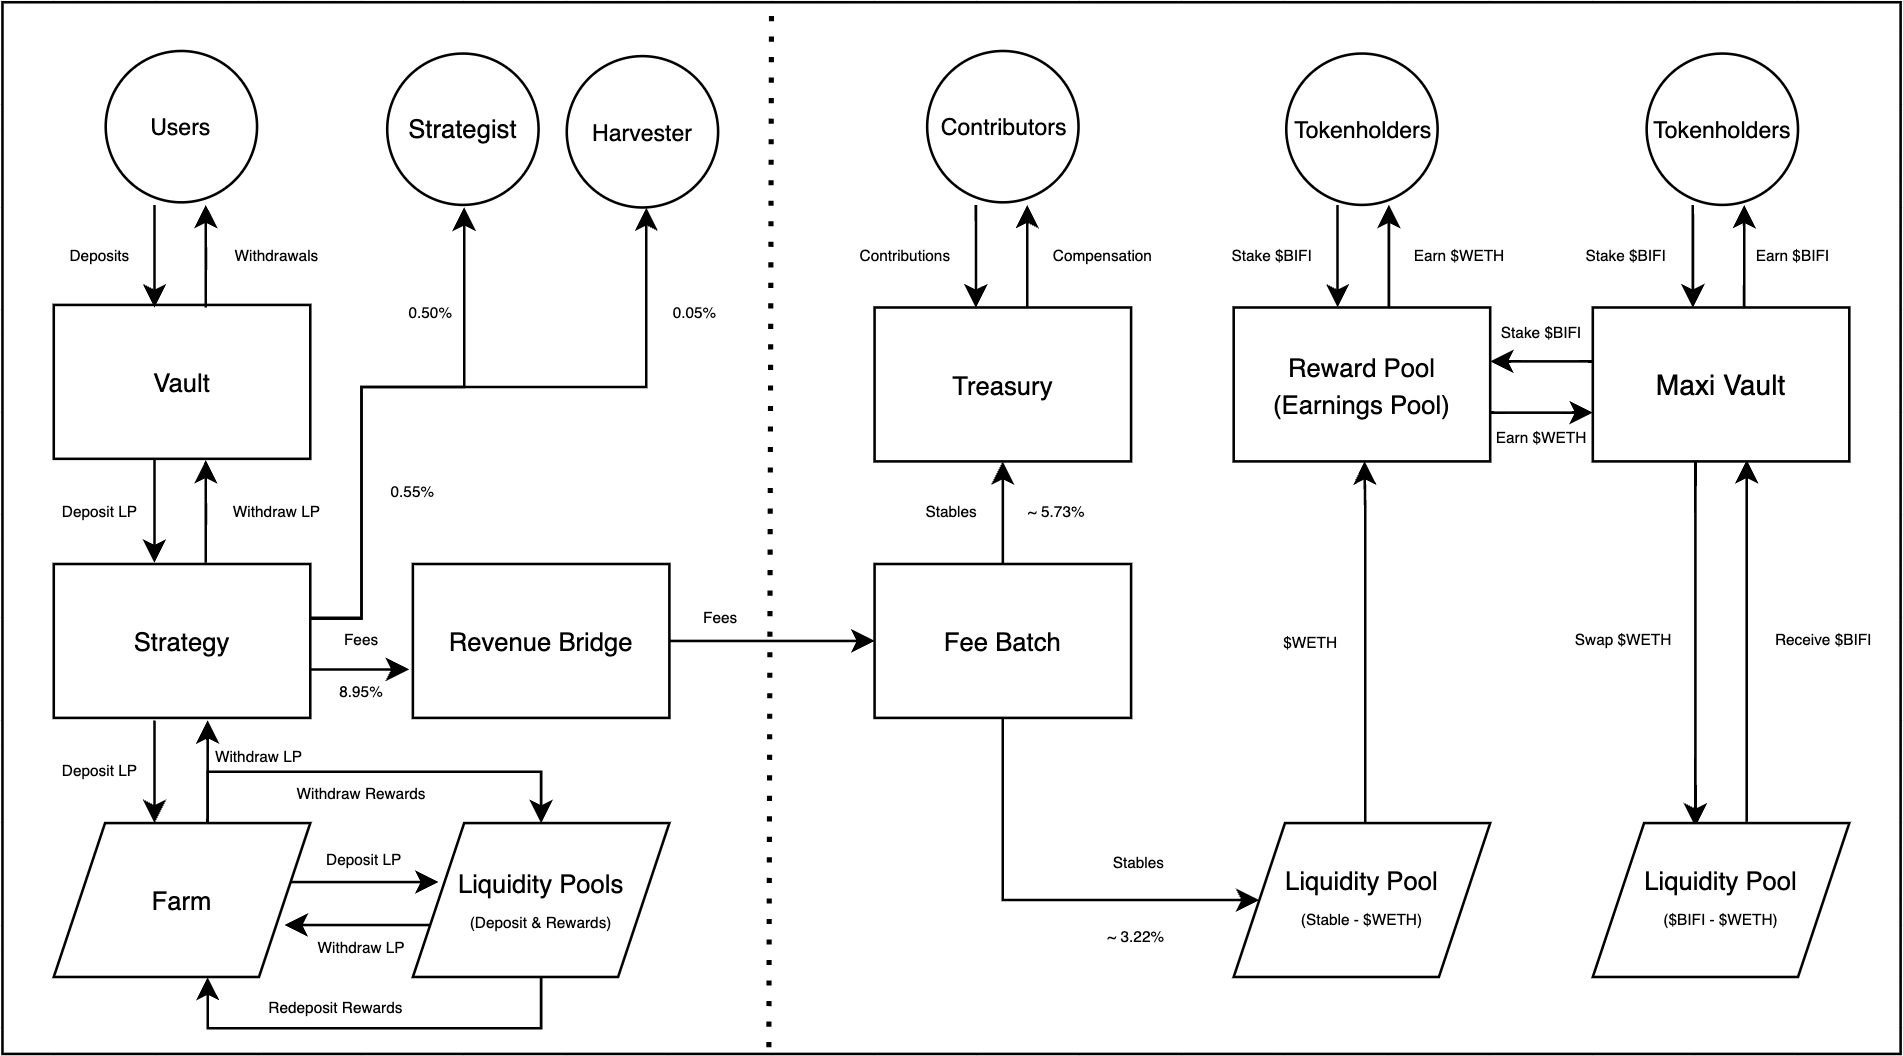 Users
Strategist
Harvester
Contributors
Tokenholders
Tokenholders
Deposits
Withdrawals
Contributions
Compensation
Stake $BIFI
Earn $WETH
Stake $BIFI
Earn $BIFI
0.50%
0.05%
Vault
Treasury
Reward Pool
(Earnings Pool)
Stake $BIFI
Earn $WETH
Maxi Vault
0.55%
Deposit LP
Withdraw LP
Stables
~ 5.73%
Strategy
Fees
8.95%
Revenue Bridge
Fees
Fee Batch
$WETH
Swap $WETH
Receive $BIFI
Deposit LP
Withdraw LP
Withdraw Rewards
Farm
Deposit LP
Withdraw LP
Liquidity Pools
(Deposit & Rewards)
Redeposit Rewards
Stables
~ 3.22%
Liquidity Pool
(Stable - $WETH)
Liquidity Pool
($BIFI - $WETH)